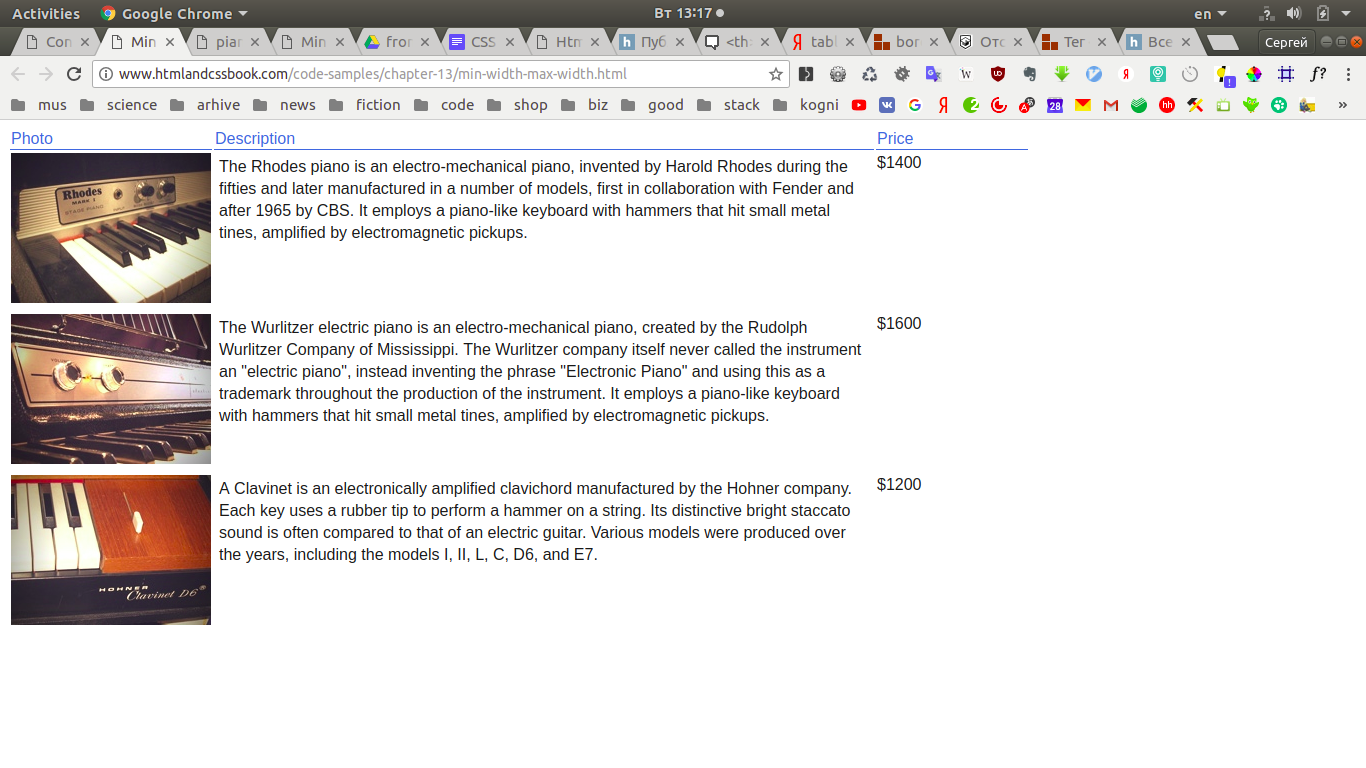 Activities Google Chrome Вт 13:17 en
Con Min pian Min fron CSS Htm Пуб <th> tabl bor Отс Тег Все Сергей
www.htmlandcssbook.com/code-samples/chapter-13/min-width-max-width.html
mus science arhive news fiction code shop biz good stack kogni »
Photo Description Price
The Rhodes piano is an electro-mechanical piano, invented by Harold Rhodes during the $1400
fifties and later manufactured in a number of models, first in collaboration with Fender and
after 1965 by CBS. It employs a piano-like keyboard with hammers that hit small metal
tines, amplified by electromagnetic pickups.
Rhodes
MARK I
STAGE PIANO
The Wurlitzer electric piano is an electro-mechanical piano, created by the Rudolph $1600
Wurlitzer Company of Mississippi. The Wurlitzer company itself never called the instrument
an "electric piano", instead inventing the phrase "Electronic Piano" and using this as a
trademark throughout the production of the instrument. It employs a piano-like keyboard
with hammers that hit small metal tines, amplified by electromagnetic pickups.
A Clavinet is an electronically amplified clavichord manufactured by the Hohner company. $1200
Each key uses a rubber tip to perform a hammer on a string. Its distinctive bright staccato
sound is often compared to that of an electric guitar. Various models were produced over
the years, including the models I, II, L, C, D6, and E7.
HOHNER
Clavinet D6®